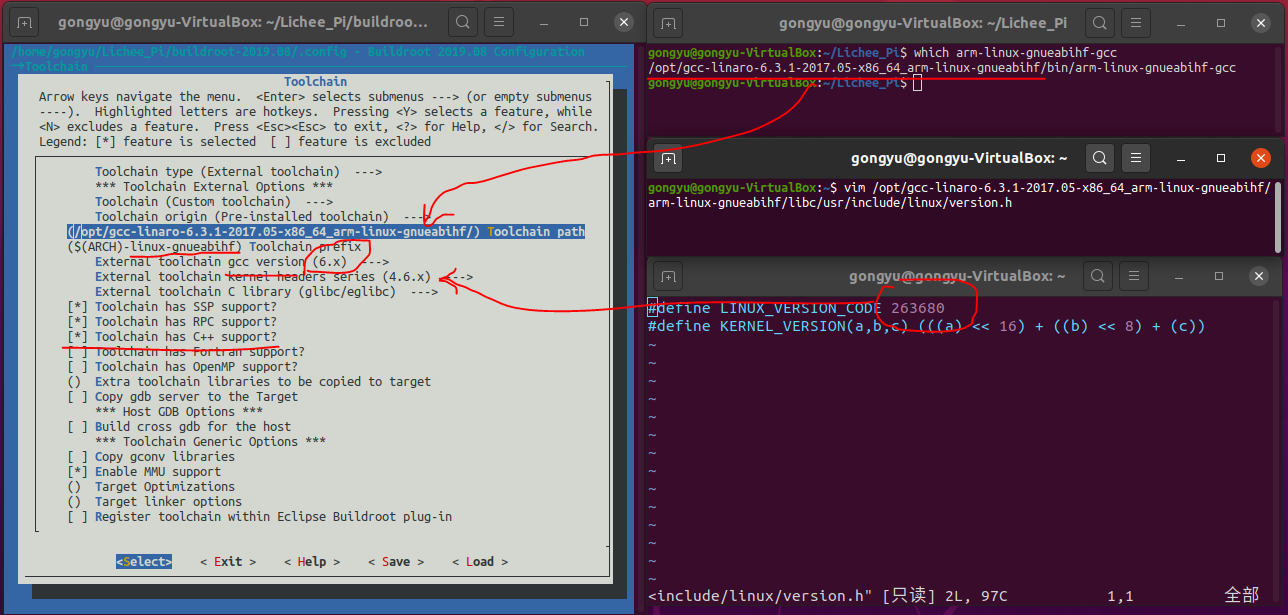 gongyu@gongyu-VirtualBox: ~/Lichee_Pi/buildroo...
/home/gongyu/Lichee_Pi/buildroot-2019.08/.config - Buildroot 2019.08 Configuration
→Toolchain
Toolchain
Arrow keys navigate the menu. <Enter> selects submenus ---> (or empty submenus
----). Highlighted letters are hotkeys. Pressing <Y> selects a feature, while
<N> excludes a feature. Press <Esc><Esc> to exit, <?> for Help, </> for Search.
Legend: [*] feature is selected [ ] feature is excluded
Toolchain type (External toolchain) --->
*** Toolchain External Options ***
Toolchain (Custom toolchain) --->
Toolchain origin (Pre-installed toolchain) --->
(/opt/gcc-linaro-6.3.1-2017.05-x86_64_arm-linux-gnueabihf/) Toolchain path
($(ARCH)-linux-gnueabihf) Toolchain prefix
External toolchain gcc version (6.x) --->
External toolchain kernel headers series (4.6.x) --->
External toolchain C library (glibc/eglibc) --->
[*] Toolchain has SSP support?
[*] Toolchain has RPC support?
[*] Toolchain has C++ support?
[ ] Toolchain has Fortran support?
[ ] Toolchain has OpenMP support?
() Extra toolchain libraries to be copied to target
[ ] Copy gdb server to the Target
*** Host GDB Options ***
[ ] Build cross gdb for the host
*** Toolchain Generic Options ***
[ ] Copy gconv libraries
[*] Enable MMU support
() Target Optimizations
() Target linker options
[ ] Register toolchain within Eclipse Buildroot plug-in
<Select> < Exit > < Help > < Save > < Load >
gongyu@gongyu-VirtualBox: ~/Lichee_Pi
gongyu@gongyu-VirtualBox:~/Lichee_Pi$ which arm-linux-gnueabihf-gcc
/opt/gcc-linaro-6.3.1-2017.05-x86_64_arm-linux-gnueabihf/bin/arm-linux-gnueabihf-gcc
gongyu@gongyu-VirtualBox:~/Lichee_Pi$
gongyu@gongyu-VirtualBox: ~
gongyu@gongyu-VirtualBox:~$ vim /opt/gcc-linaro-6.3.1-2017.05-x86_64_arm-linux-gnueabihf/
arm-linux-gnueabihf/libc/usr/include/linux/version.h
gongyu@gongyu-VirtualBox: ~
#define LINUX_VERSION_CODE 263680
#define KERNEL_VERSION(a,b,c) (((a) << 16) + ((b) << 8) + (c))
~
~
~
~
~
~
~
~
~
~
~
~
~
~
<include/linux/version.h" [只读] 2L, 97C 1,1 全部